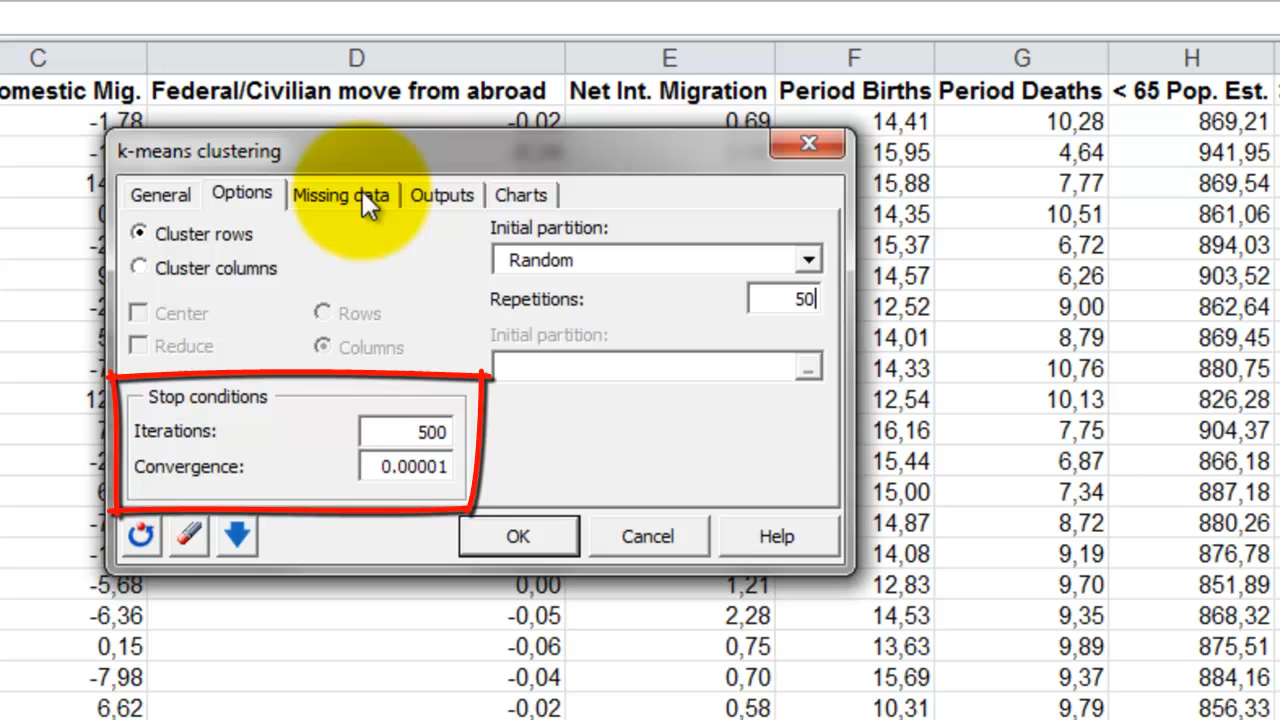 C D E F G H
omestic Mig. Federal/Civilian move from abroad Net Int. Migration Period Births Period Deaths < 65 Pop. Est.
-1,78 -0,02 0,69 14,41 10,28 869,21
k-means clustering
General Options Missing data Outputs Charts
Cluster rows
Cluster columns
Center Rows
Reduce Columns
Initial partition:
Random
Repetitions: 50
Initial partition:
...
Stop conditions
Iterations: 500
Convergence: 0.00001
OK Cancel Help
15,95 4,64 941,95
15,88 7,77 869,54
14,35 10,51 861,06
15,37 6,72 894,03
14,57 6,26 903,52
12,52 9,00 862,64
14,01 8,79 869,45
14,33 10,76 880,75
12,54 10,13 826,28
16,16 7,75 904,37
15,44 6,87 866,18
15,00 7,34 887,18
14,87 8,72 880,26
14,08 9,19 876,78
-5,68 0,00 1,21 12,83 9,70 851,89
-6,36 -0,05 2,28 14,53 9,35 868,32
0,15 -0,06 0,75 13,63 9,89 875,51
-7,98 -0,04 0,70 15,69 9,37 884,16
6,62 -0,02 0,58 10,31 9,79 856,33